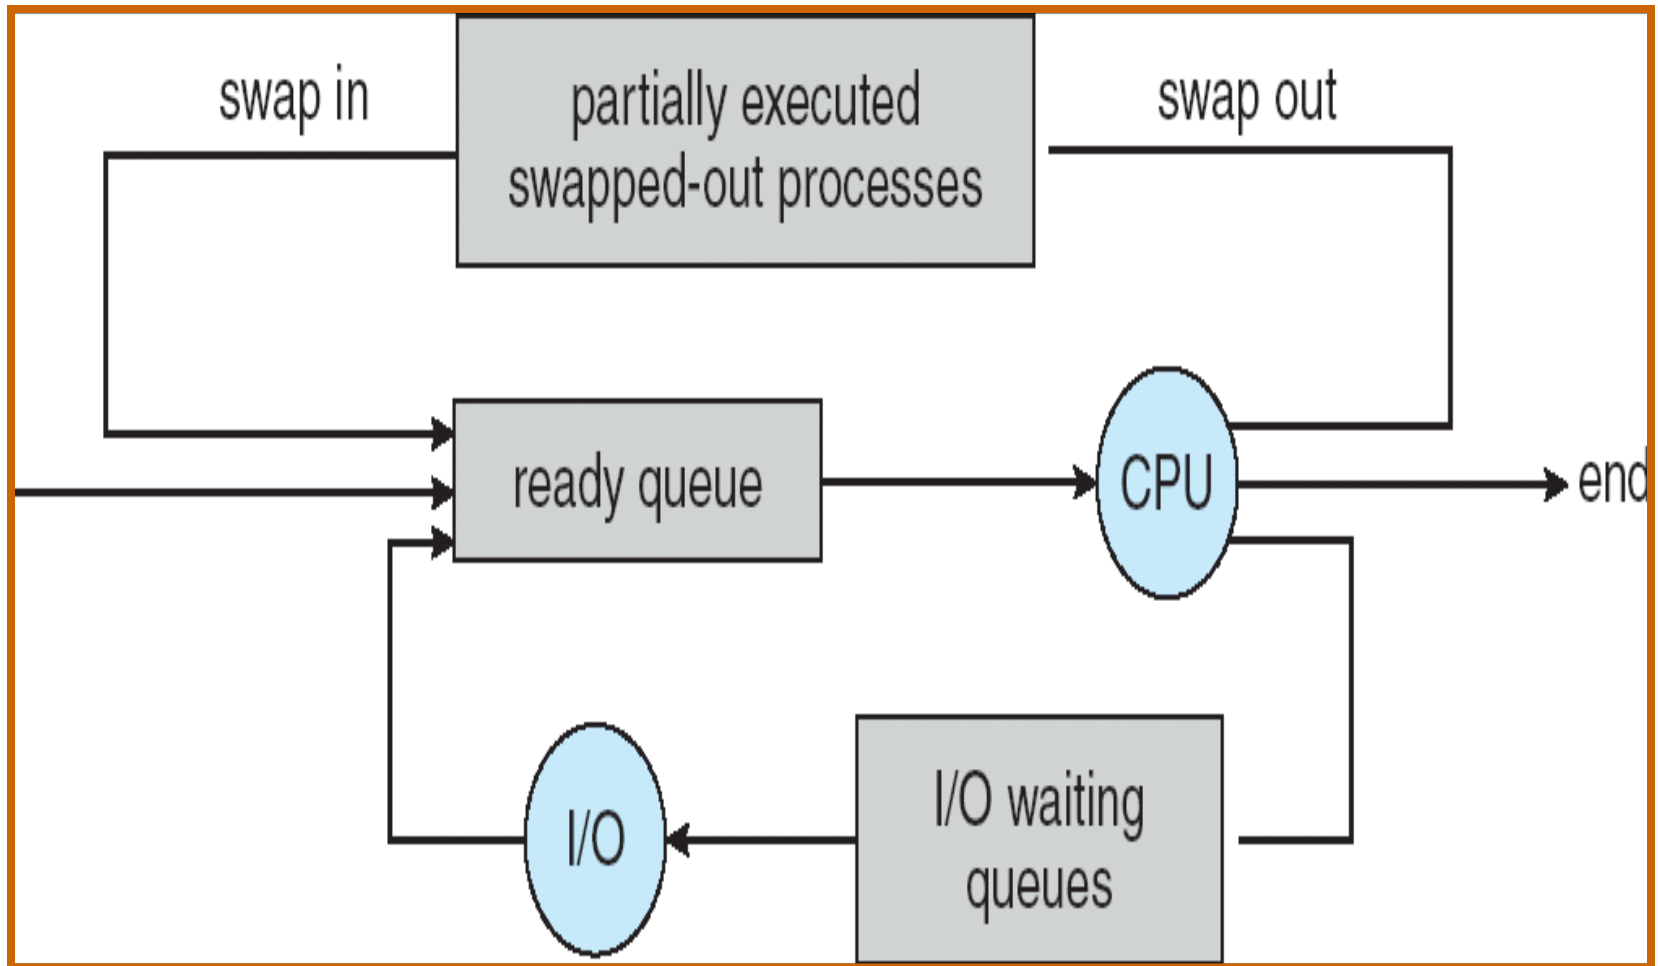 swap in
partially executed
swapped-out processes
swap out
ready queue
CPU
end
I/O
I/O waiting
queues